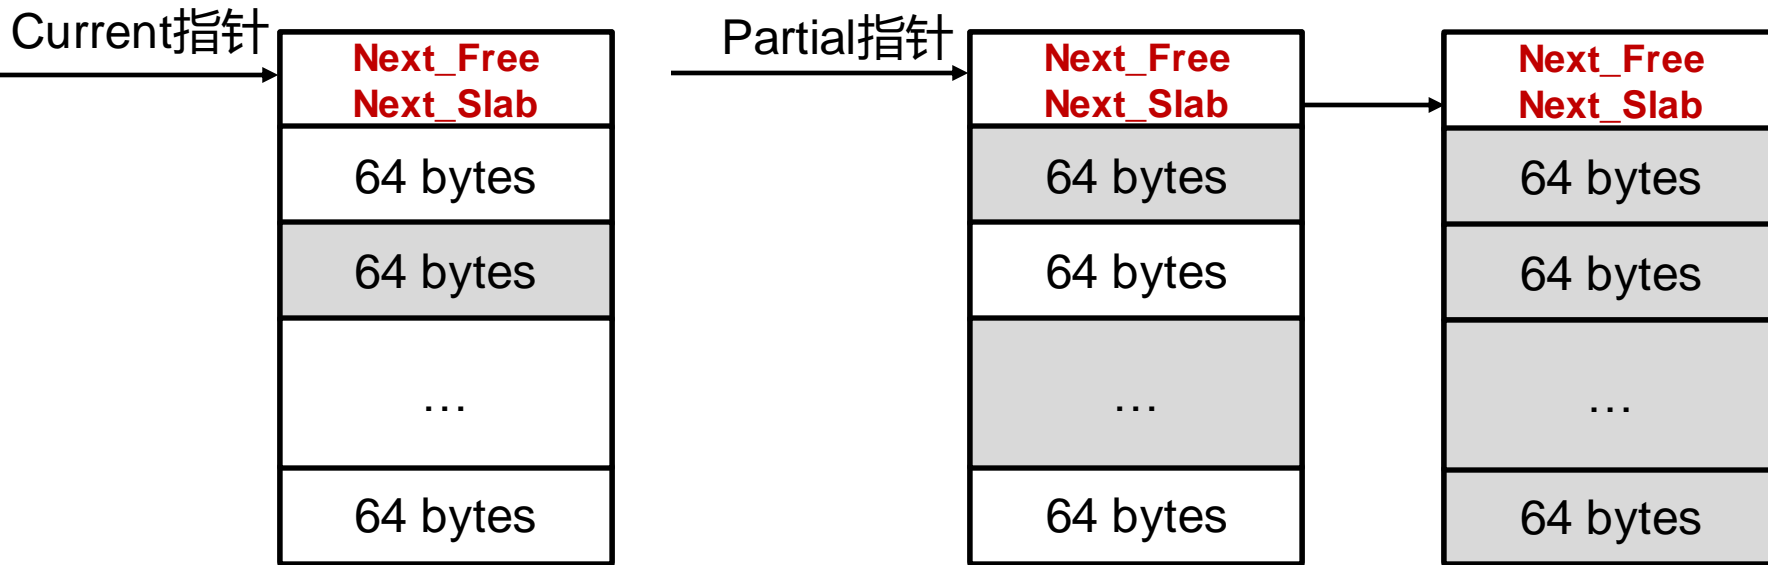 Current指针
Next_Free
Next_Slab
64 bytes
64 bytes
…
64 bytes
Partial指针
Next_Free
Next_Slab
64 bytes
64 bytes
…
64 bytes
Next_Free
Next_Slab
64 bytes
64 bytes
…
64 bytes